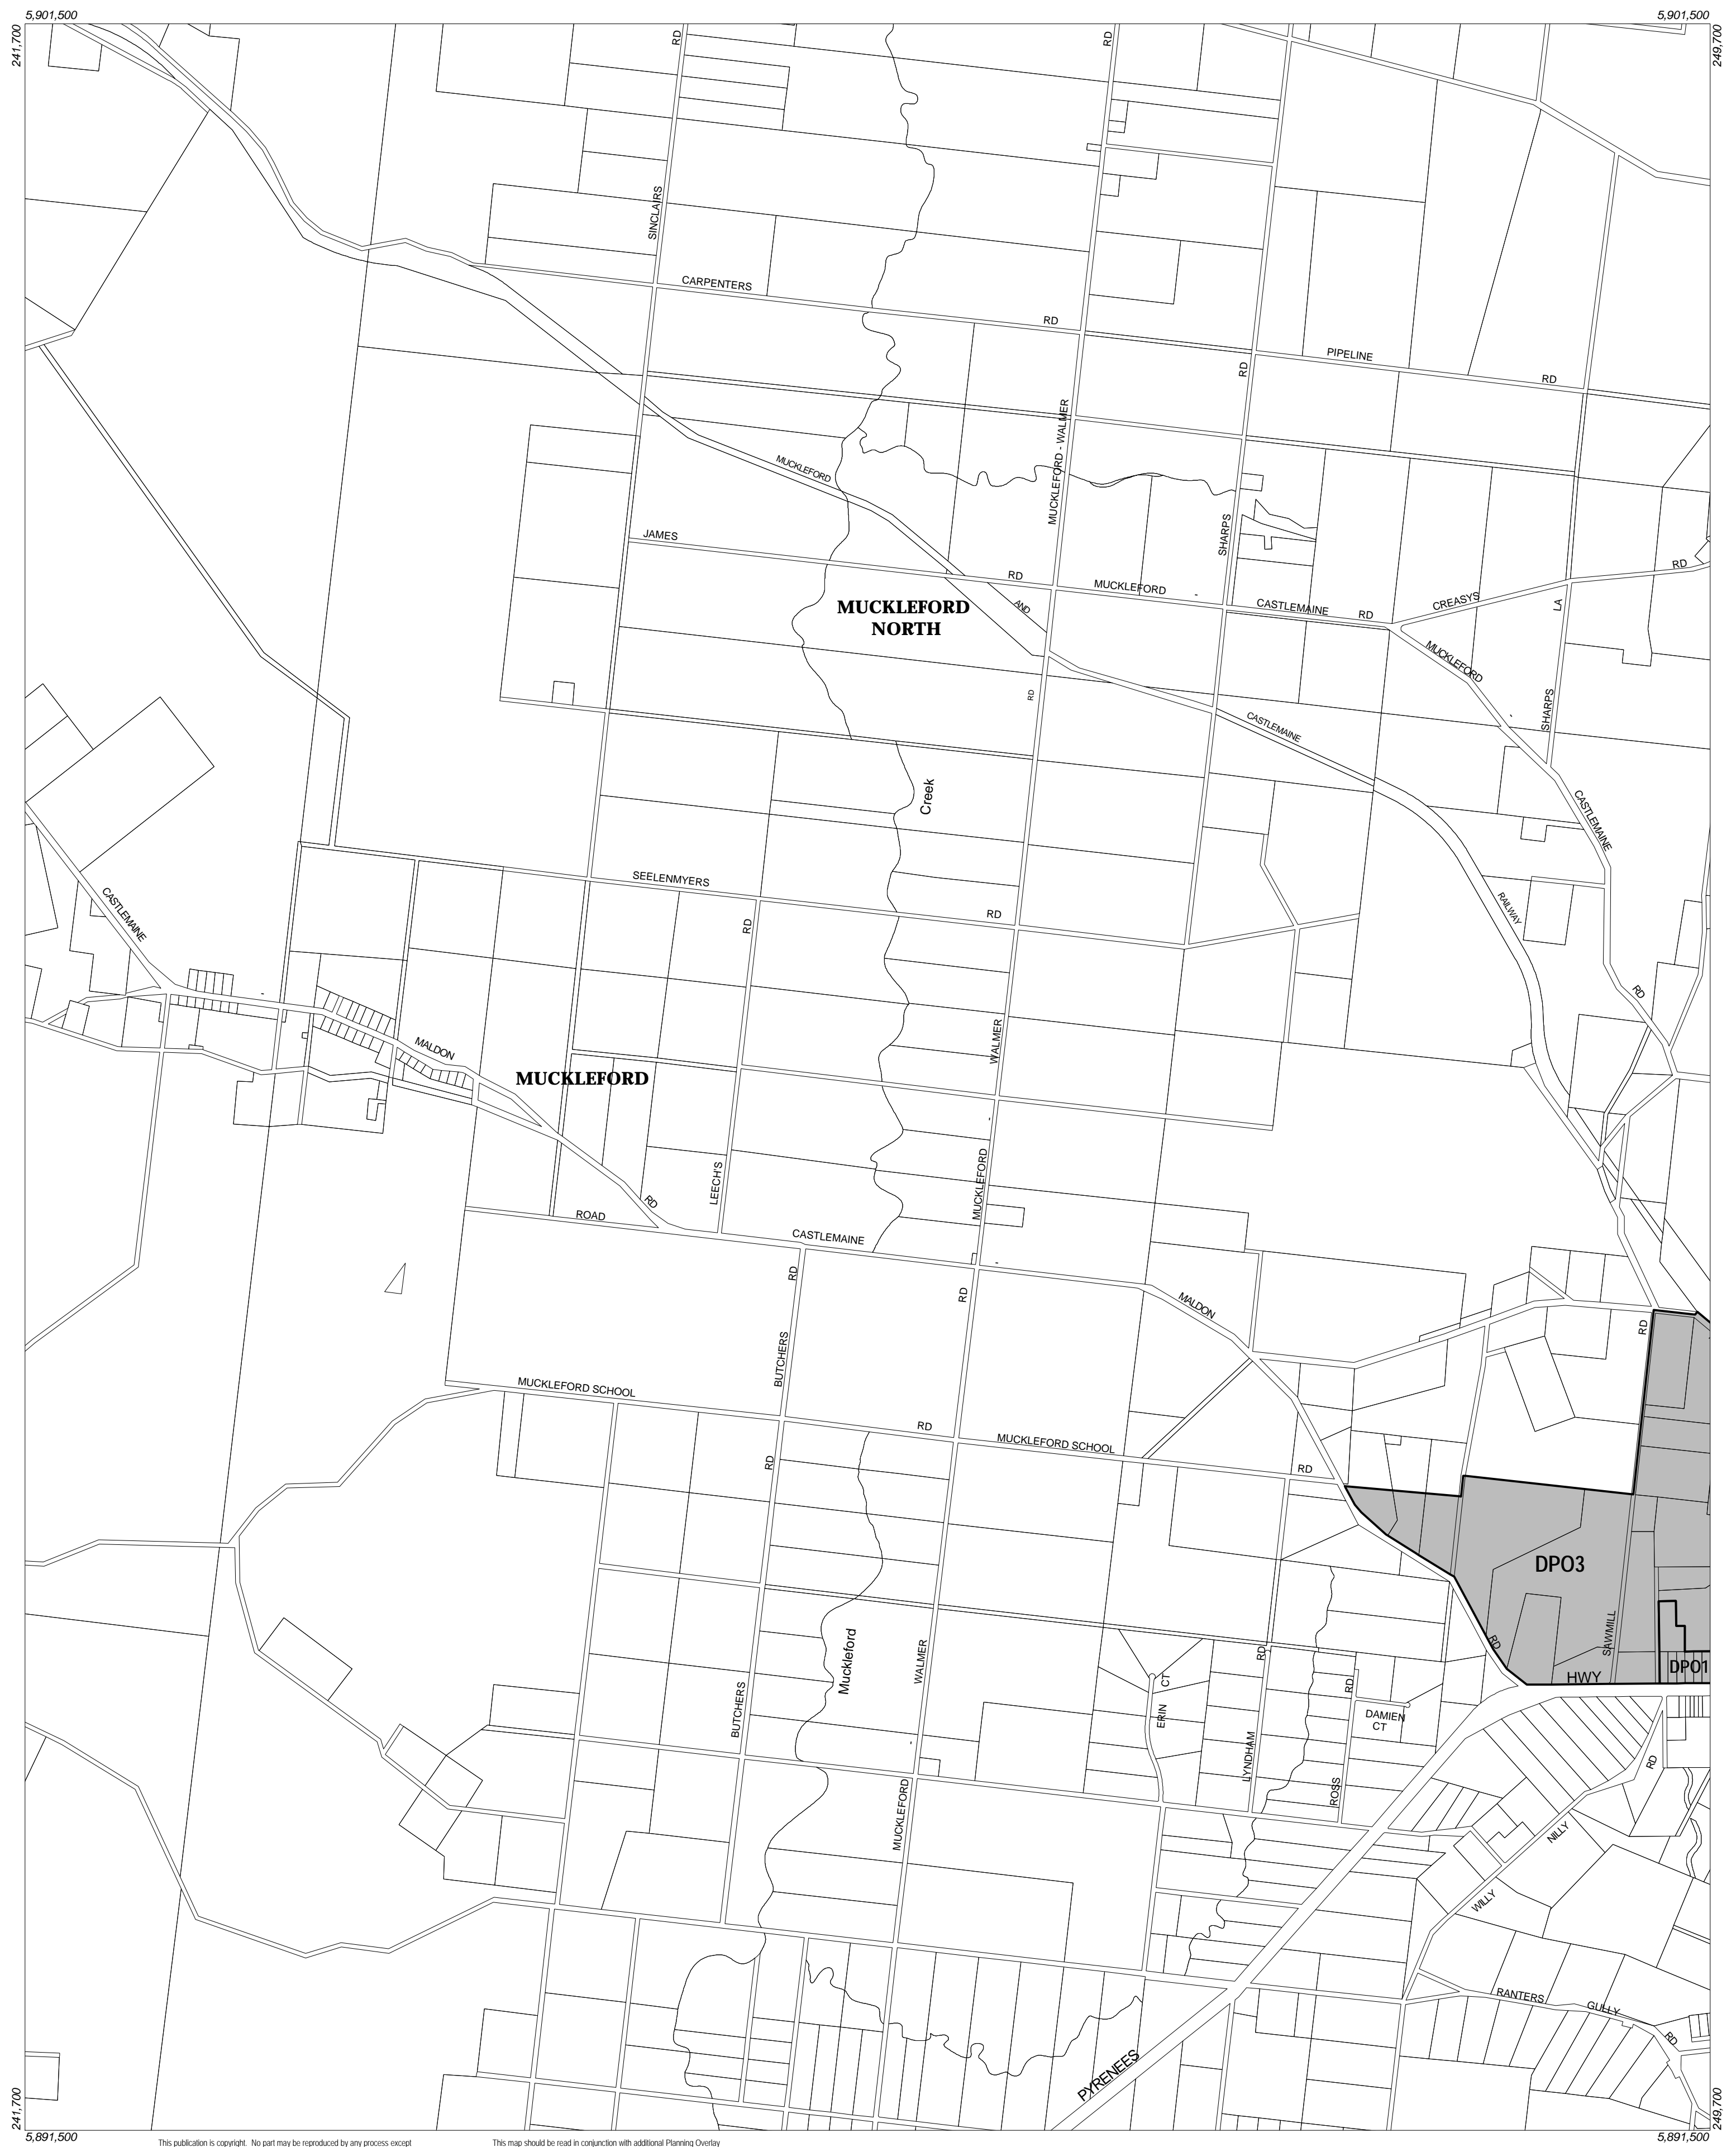 5,901,500
5,901,500
241,700
249,700
RD
RD
SINCLAIRS
CARPENTERS
RD
PIPELINE
RD
RD
MUCKLEFORD - WALMER
MUCKLEFORD
SHARPS
JAMES
RD
AND
MUCKLEFORD
-
CASTLEMAINE
RD
CREASYS
RD
LA
MUCKLEFORD
NORTH
MUCKLEFORD
-
SHARPS
RD
CASTLEMAINE
Creek
CASTLEMAINE
SEELENMYERS
RD
RD
CASTLEMAINE
-
RAILWAY
RD
MALDON
MUCKLEFORD
WALMER
-
MUCKLEFORD
LEECH'S
RD
ROAD
CASTLEMAINE
-
MALDON
RD
RD
RD
BUTCHERS
MUCKLEFORD SCHOOL
RD
MUCKLEFORD SCHOOL
RD
RD
DPO3
SAWMILL
RD
HWY
DPO1
Muckleford
WALMER
-
MUCKLEFORD
BUTCHERS
ERIN
CT
RD
LYNDHAM
RD
ROSS
DAMIEN
CT
RD
NILLY
WILLY
RANTERS
GULLY
RD
PYRENEES
241,700
249,700
5,891,500
5,891,500
This publication is copyright. No part may be reproduced by any process except
This map should be read in conjunction with additional Planning Overlay